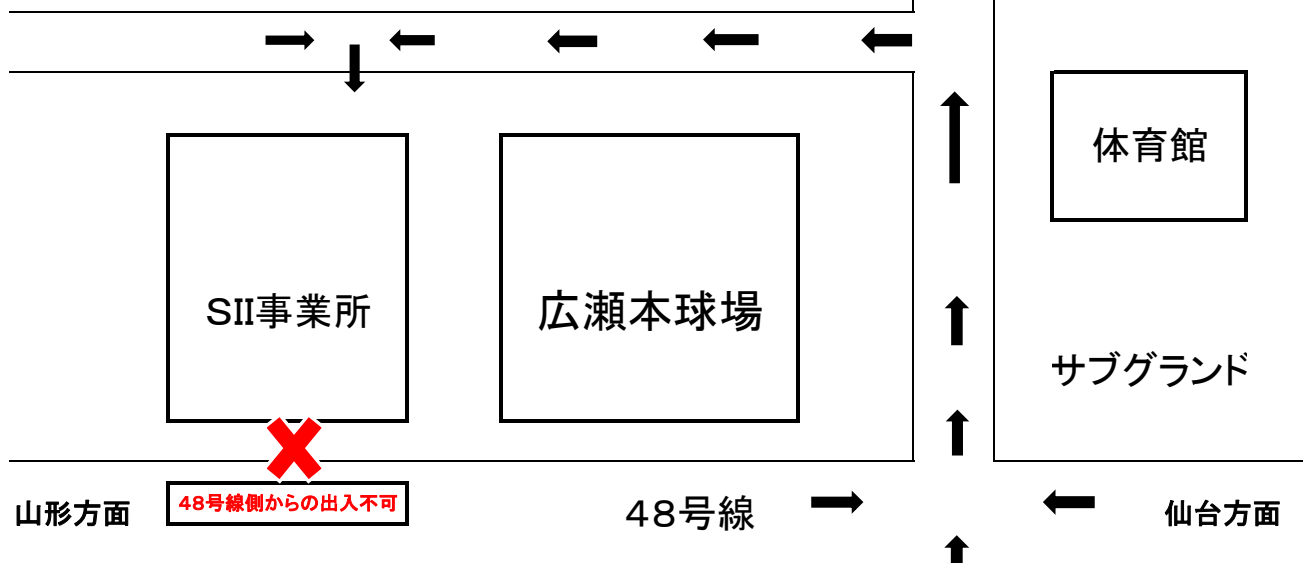 体育館
SII事業所
広瀬本球場
サブグランド
48号線側からの出入不可
山形方面
48号線
仙台方面